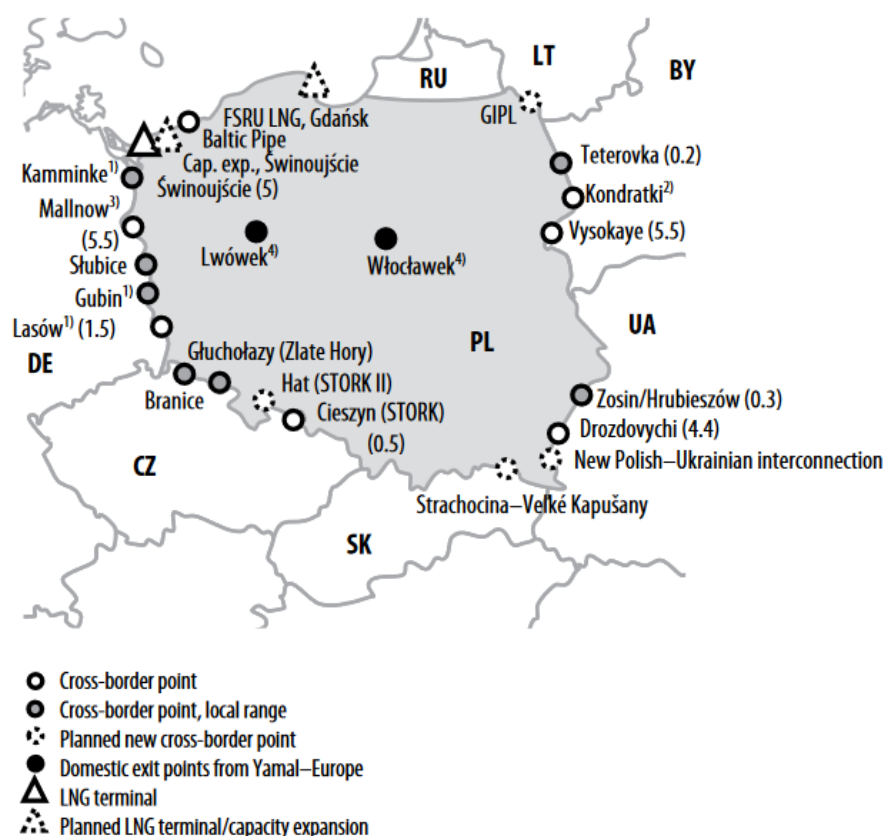 LT
RU
BY
GIPL
FSRU LNG, Gdańsk
Baltic Pipe
Cap. exp., Świnoujście
Świnoujście (5)
Kamminke¹⁾
Mallnow³⁾
(5.5)
Słubice
Gubin¹⁾
Lasów¹⁾ (1.5)
DE
Teterovka (0.2)
Kondratki²⁾
Vysokaye (5.5)
Lwówek⁴⁾
Włocławek⁴⁾
PL
UA
Głuchołazy (Zlate Hory)
Branice
Hat (STORK II)
Cieszyn (STORK)
(0.5)
Zosin/Hrubieszów (0.3)
Drozdovychi (4.4)
New Polish–Ukrainian interconnection
CZ
Strachocina–Veľké Kapušany
SK
Cross-border point
Cross-border point, local range
Planned new cross-border point
Domestic exit points from Yamal–Europe
LNG terminal
Planned LNG terminal/capacity expansion